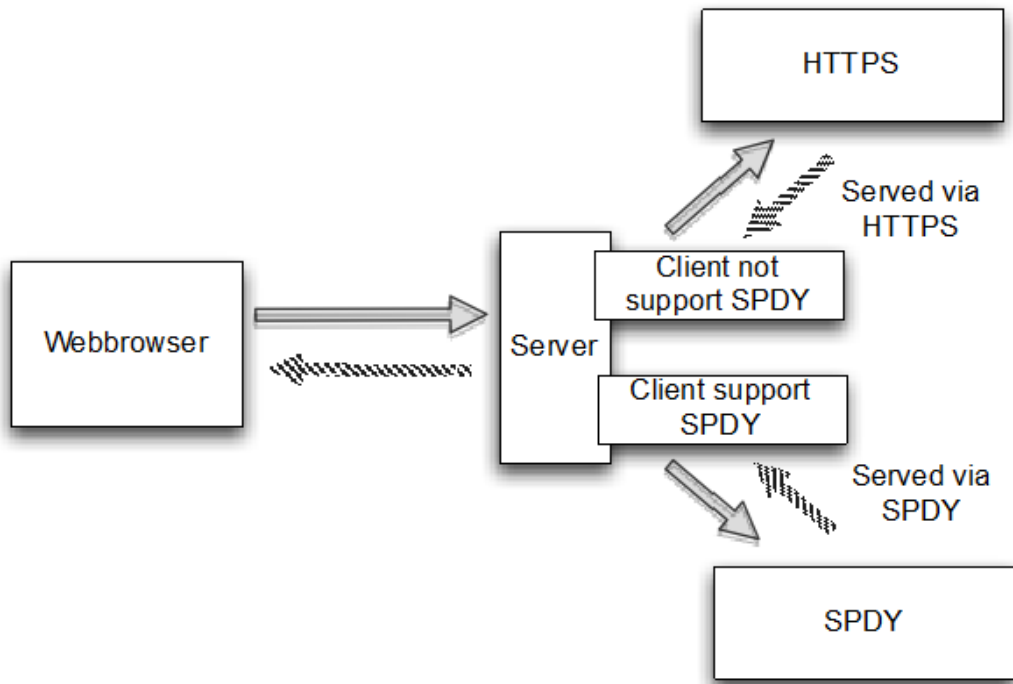 HTTPS
Served via
HTTPS
Client not
support SPDY
Webbrowser
Server
Client support
SPDY
Served via
SPDY
SPDY